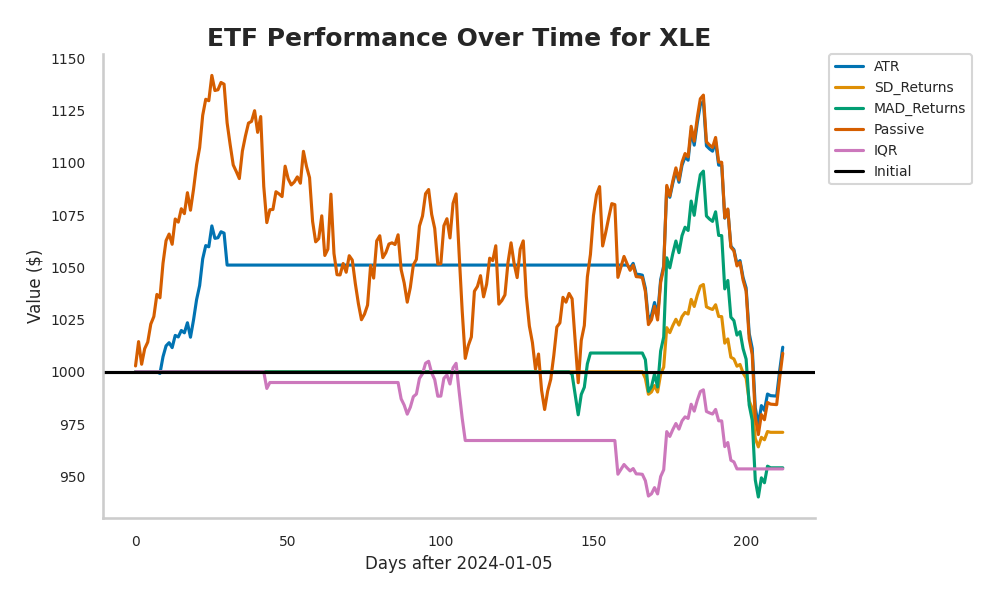 ETF Performance Over Time for XLE
1150
1125
1100
1075
1050
1025
1000
975
950
Value ($)
0 50 100 150 200
Days after 2024-01-05
ATR
SD_Returns
MAD_Returns
Passive
IQR
Initial